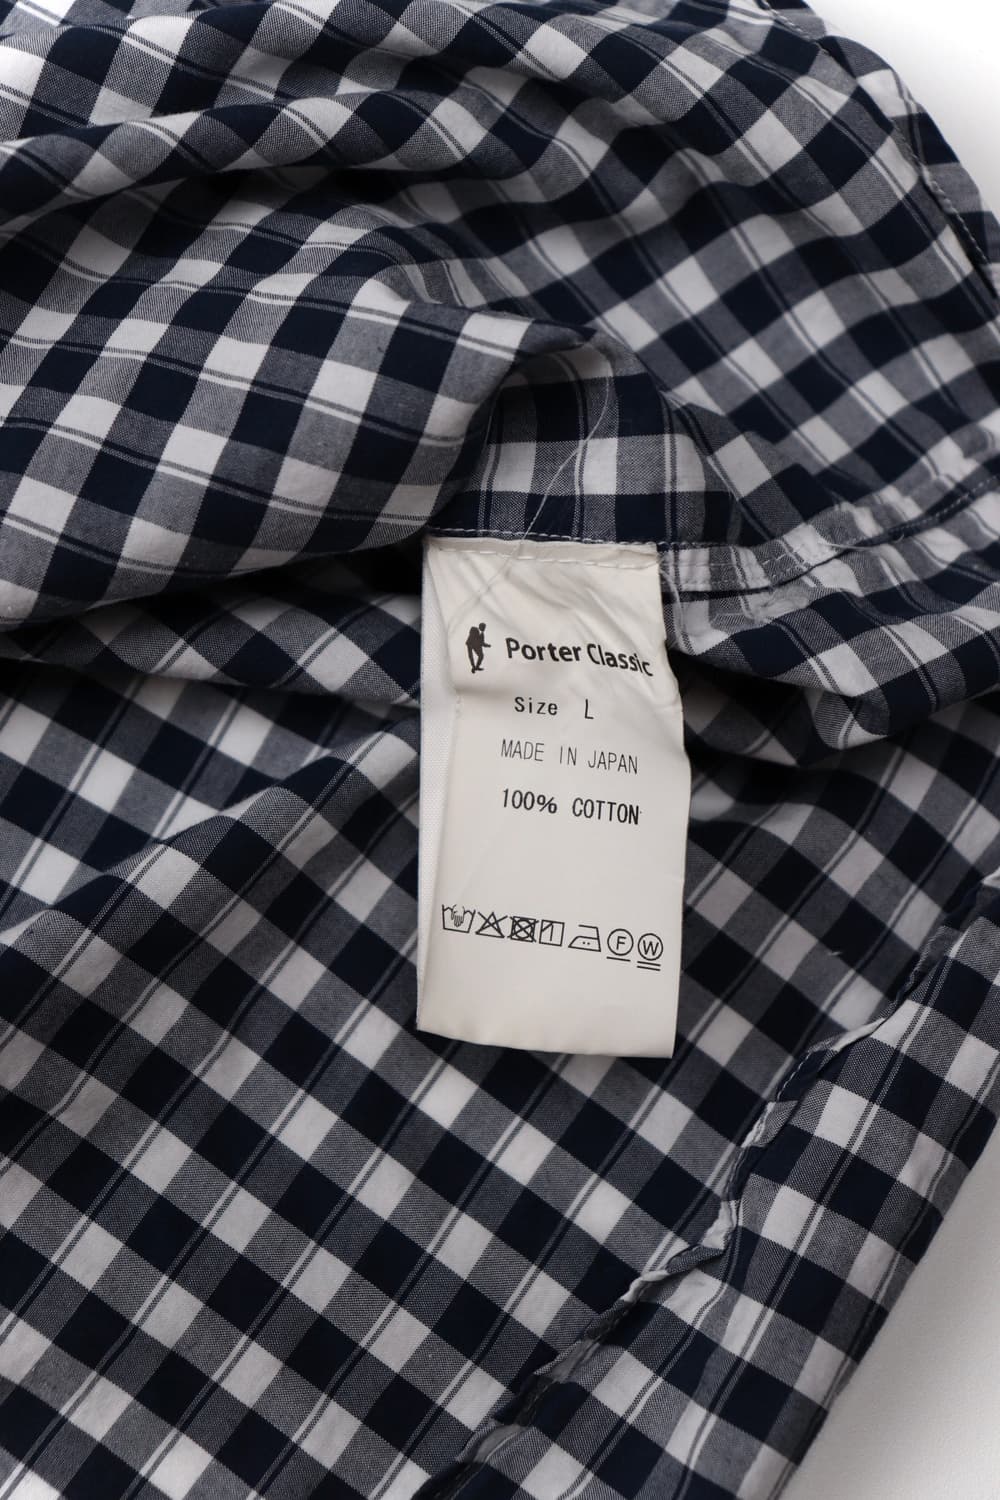 Porter Classic
Size L
MADE IN JAPAN
100% COTTON
F W